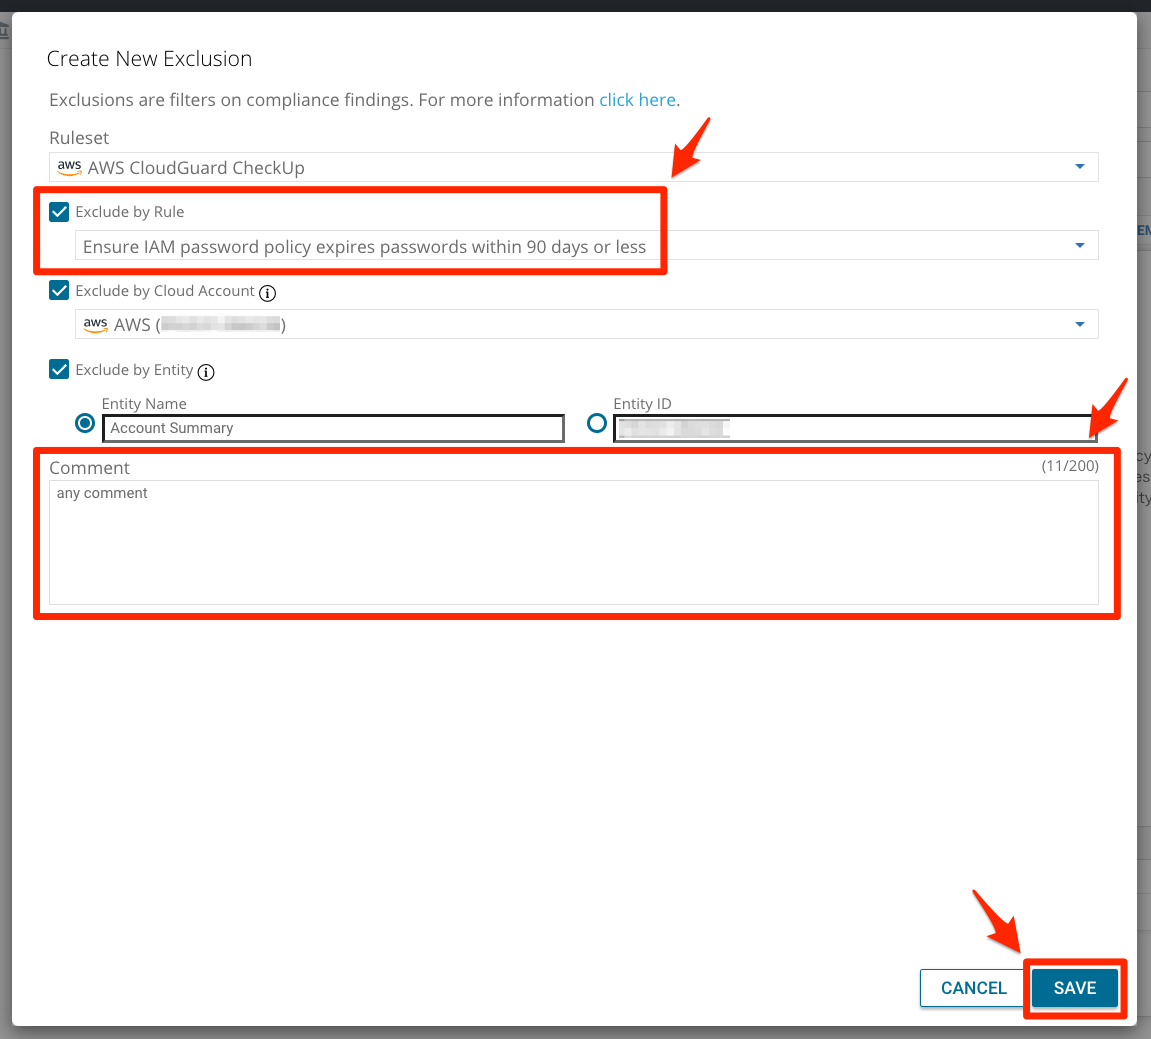 Create New Exclusion
Exclusions are filters on compliance findings. For more information click here.
Ruleset
aws AWS CloudGuard CheckUp
Exclude by Rule
Ensure IAM password policy expires passwords within 90 days or less
Exclude by Cloud Account i
aws AWS ( )
Exclude by Entity i
Entity Name Entity ID
Account Summary
Comment (11/200)
any comment
CANCEL SAVE